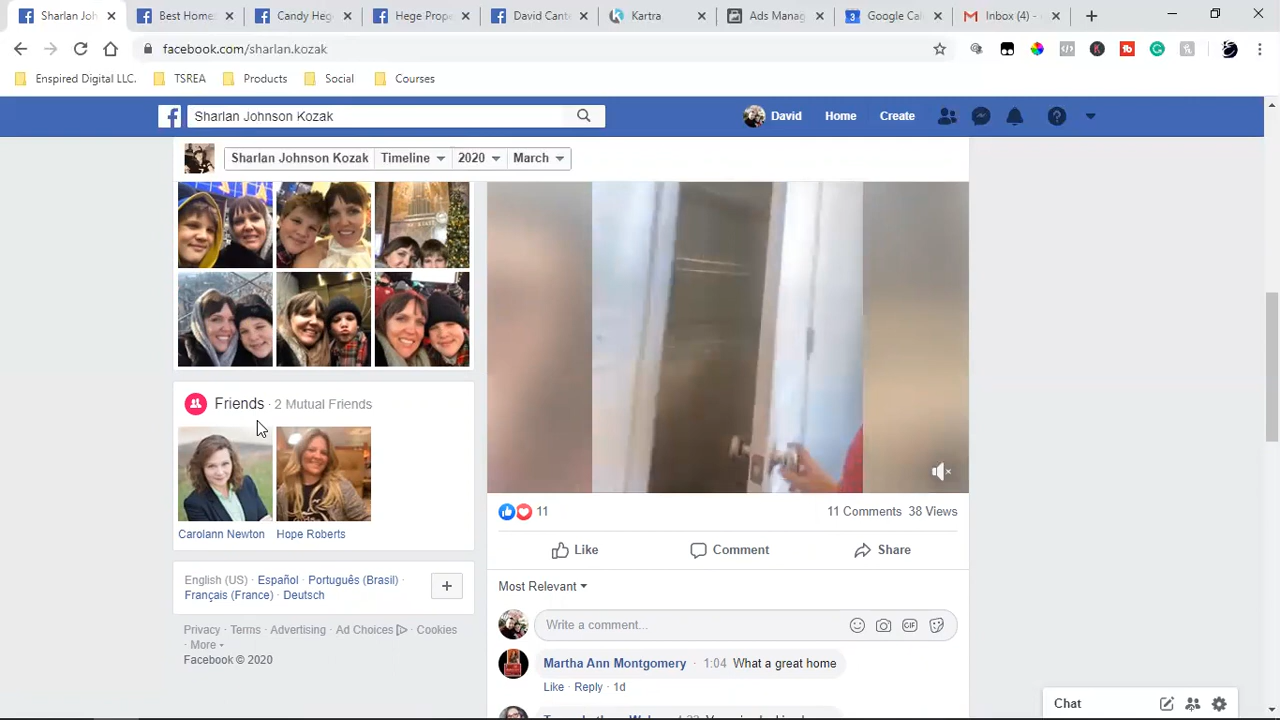 Sharlan Joh
Best Home
Candy Heg
Hege Prop
David Cant
Kartra
Ads Manag
Google Cal
Inbox (4) -
facebook.com/sharlan.kozak
Enspired Digital LLC.
TSREA
Products
Social
Courses
Sharlan Johnson Kozak
David
Home
Create
Sharlan Johnson Kozak
Timeline
2020
March
Friends · 2 Mutual Friends
Carolann Newton
Hope Roberts
English (US) · Español · Português (Brasil) ·
Français (France) · Deutsch
Privacy · Terms · Advertising · Ad Choices · Cookies
· More
Facebook © 2020
11
11 Comments 38 Views
Like
Comment
Share
Most Relevant
Write a comment...
GIF
Martha Ann Montgomery · 1:04 What a great home
Like · Reply · 1d
Chat